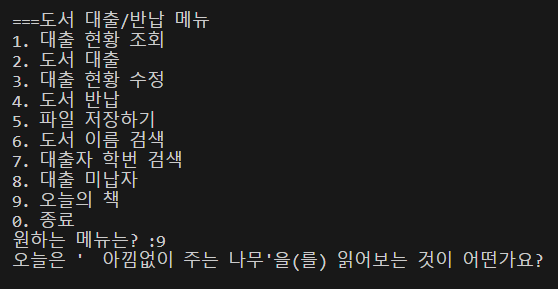 ===도서 대출/반납 메뉴
1. 대출 현황 조회
2. 도서 대출
3. 대출 현황 수정
4. 도서 반납
5. 파일 저장하기
6. 도서 이름 검색
7. 대출자 학번 검색
8. 대출 미납자
9. 오늘의 책
0. 종료
원하는 메뉴는? :9
오늘은 '  아낌없이 주는 나무'을(를) 읽어보는 것이 어떤가요?